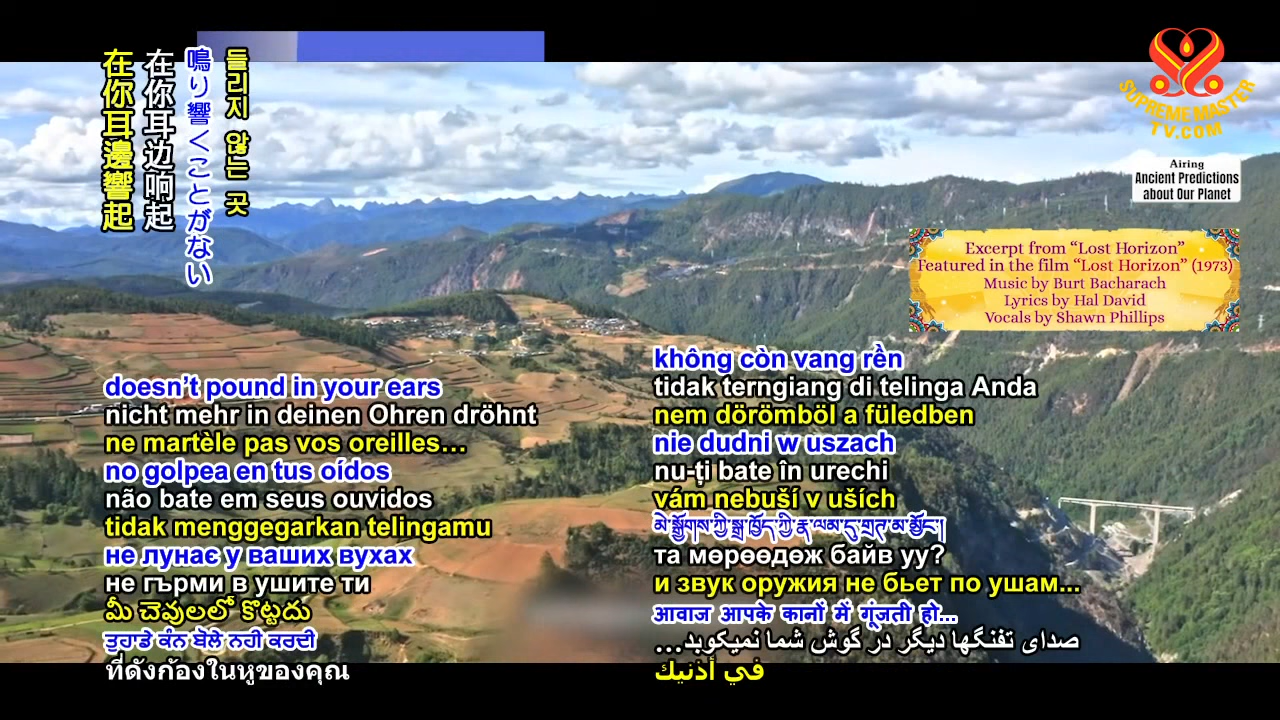 在你耳邊響起
在你耳边响起
鳴り響くことがない
들리지 않는 곳
SUPREME MASTER
TV.COM
Airing
Ancient Predictions
about Our Planet
Excerpt from “Lost Horizon”
Featured in the film “Lost Horizon” (1973)
Music by Burt Bacharach
Lyrics by Hal David
Vocals by Shawn Phillips
doesn’t pound in your ears
nicht mehr in deinen Ohren dröhnt
ne martèle pas vos oreilles…
no golpea en tus oídos
não bate em seus ouvidos
tidak menggegarkan telingamu
не лунає у ваших вухах
не гърми в ушите ти
మీ చెవులలో కొట్టదు
ਤੁਹਾਡੇ ਕੰਨ ਬੋਲੇ ਨਹੀ ਕਰਦੀ
ที่ดังก้องในหูของคุณ
không còn vang rền
tidak terngiang di telinga Anda
nem dörömböl a füledben
nie dudni w uszach
nu-ți bate în urechi
vám nebuší v uších
та мөрөөдөж байв уу?
и звук оружия не бьет по ушам...
आवाज आपके कानों में गूंजती हो...
صدای تفنگها دیگر در گوش شما نمیکوبد...
في أذنيك